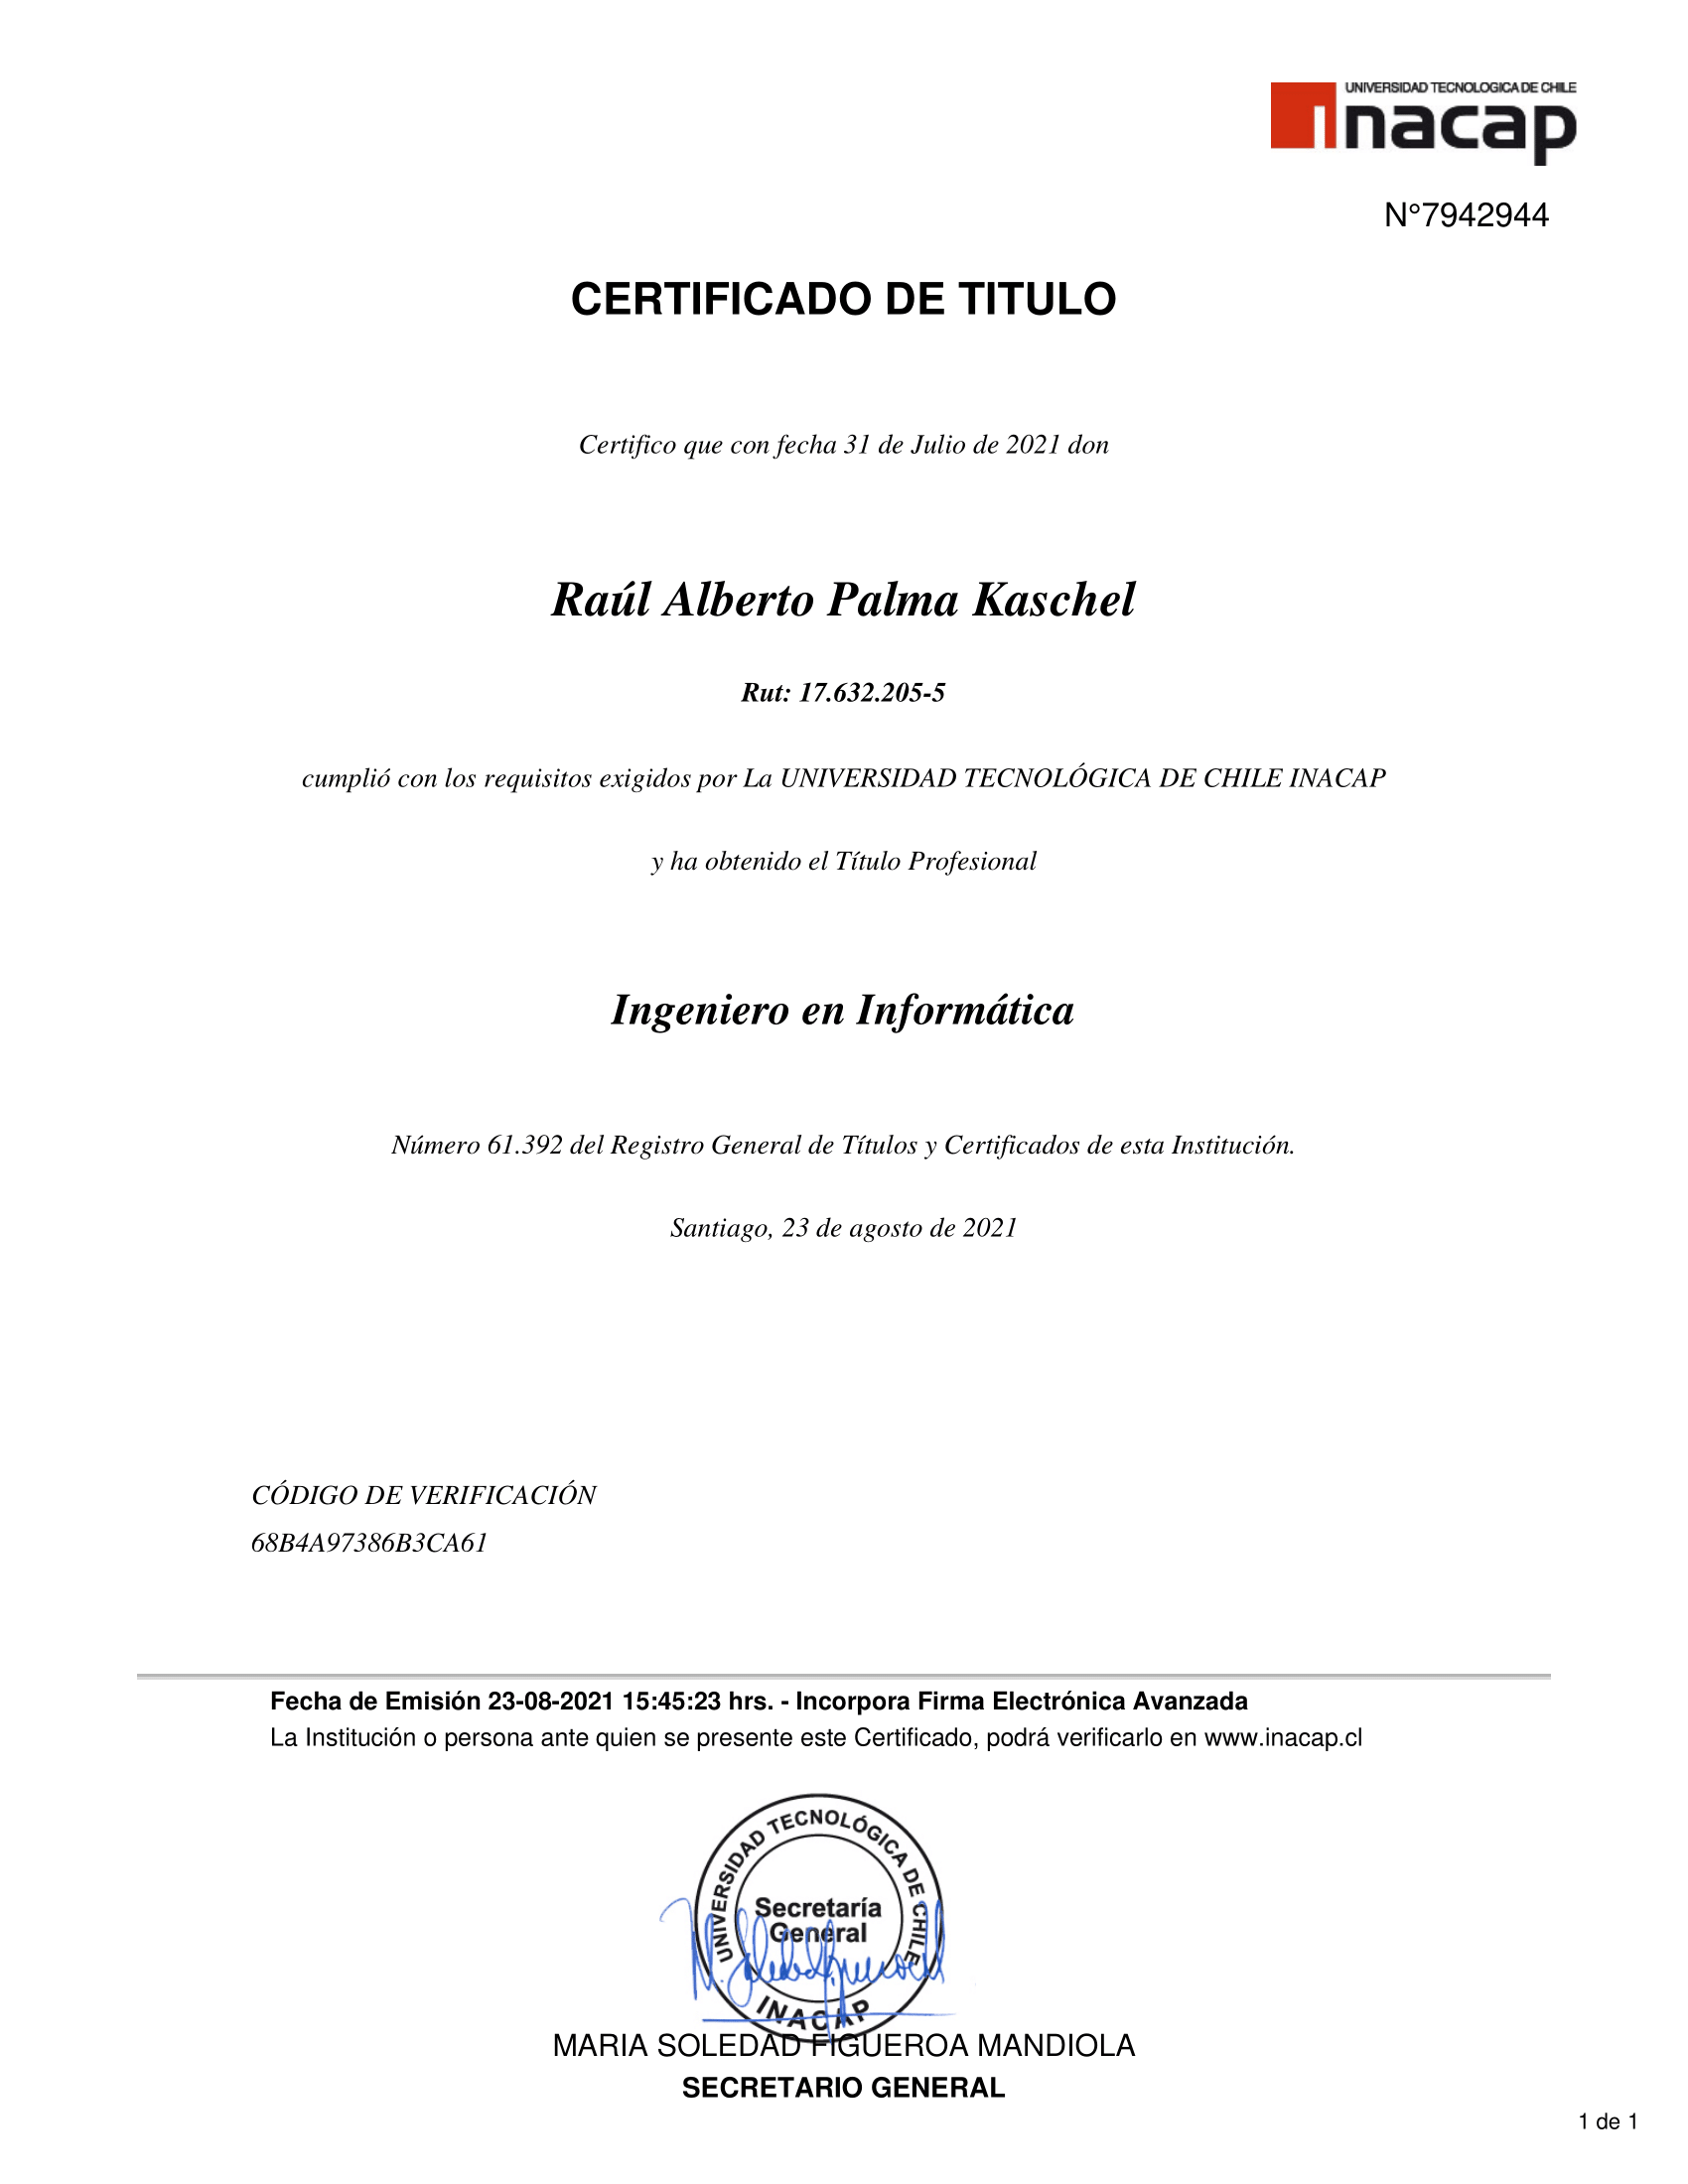 UNIVERSIDAD TECNOLOGICA DE CHILE
inacap
N°7942944
CERTIFICADO DE TITULO
Certifico que con fecha 31 de Julio de 2021 don
Raúl Alberto Palma Kaschel
Rut: 17.632.205-5
cumplió con los requisitos exigidos por La UNIVERSIDAD TECNOLÓGICA DE CHILE INACAP
y ha obtenido el Título Profesional
Ingeniero en Informática
Número 61.392 del Registro General de Títulos y Certificados de esta Institución.
Santiago, 23 de agosto de 2021
CÓDIGO DE VERIFICACIÓN
68B4A97386B3CA61
Fecha de Emisión 23-08-2021 15:45:23 hrs. - Incorpora Firma Electrónica Avanzada
La Institución o persona ante quien se presente este Certificado, podrá verificarlo en www.inacap.cl
UNIVERSIDAD TECNOLÓGICA DE CHILE
Secretaría
General
INACAP
MARIA SOLEDAD FIGUEROA MANDIOLA
SECRETARIO GENERAL
1 de 1